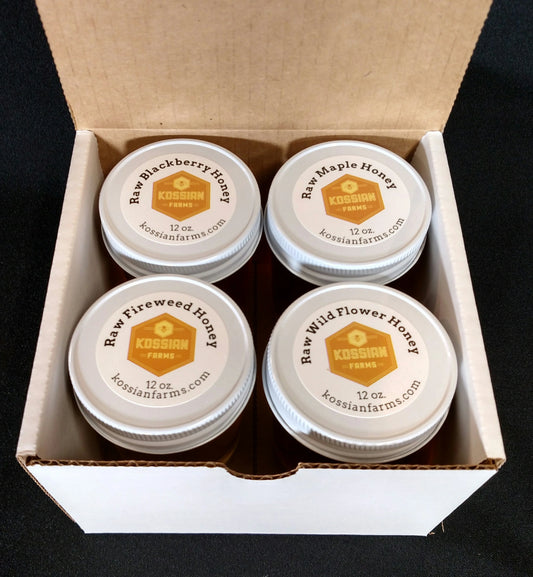 Raw Blackberry Honey
KOSSIAN
FARMS
12 oz.
kossianfarms.com
Raw Maple Honey
KOSSIAN
FARMS
12 oz.
kossianfarms.com
Raw Fireweed Honey
KOSSIAN
FARMS
12 oz.
kossianfarms.com
Raw Wild Flower Honey
KOSSIAN
FARMS
12 oz.
kossianfarms.com